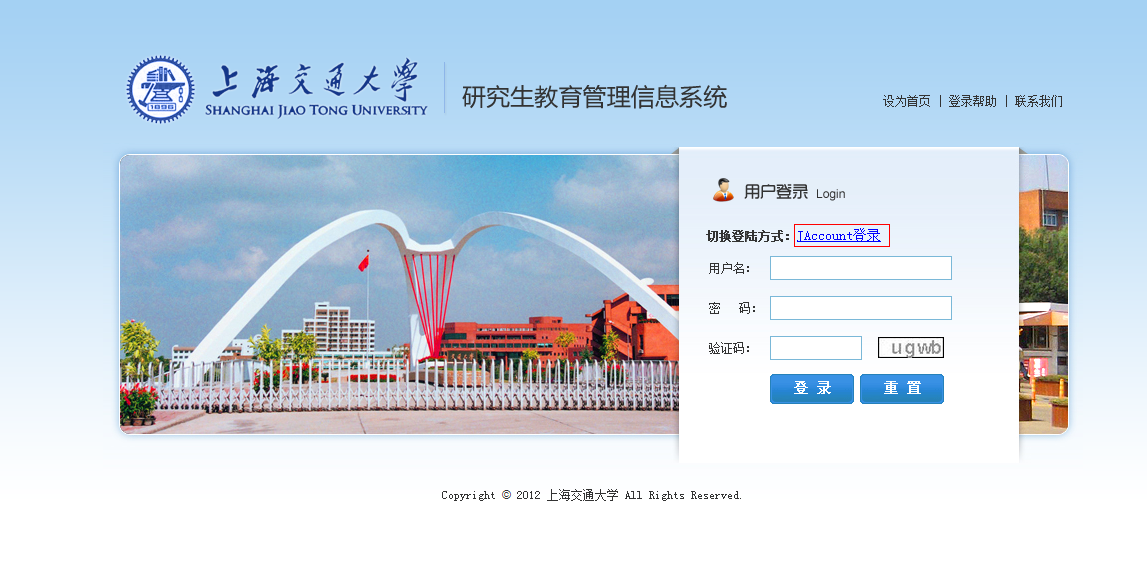 上海交通大学
SHANGHAI JIAO TONG UNIVERSITY
1896
研究生教育管理信息系统
设为首页 | 登录帮助 | 联系我们
用户登录 Login
切换登陆方式: JAccount登录
用户名:
密 码:
验证码: ugwb
登 录 重 置
Copyright © 2012 上海交通大学 All Rights Reserved.